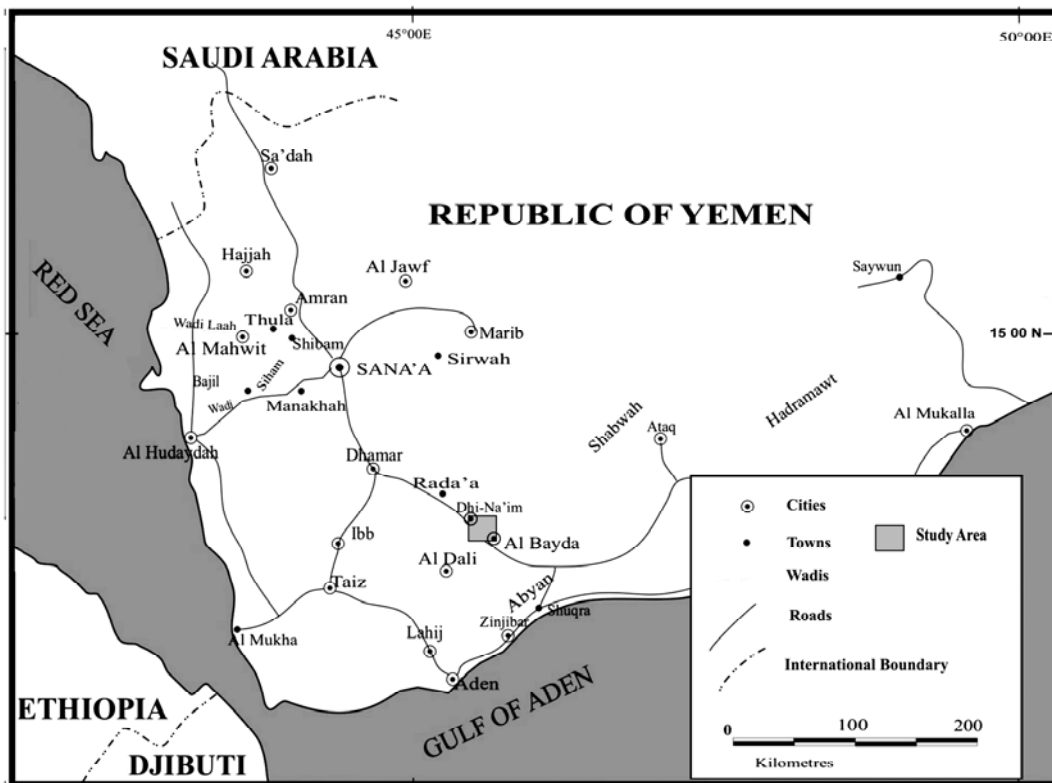 45°00E
50°00E
SAUDI ARABIA
Sa'dah
REPUBLIC OF YEMEN
Hajjah
Al Jawf
Saywun
RED SEA
Amran
Wadi Laah
Thula
Marib
15 00 N
Al Mahwit
Shibam
Sirwah
SANA'A
Bajil
Siham
Wadi
Manakhah
Hadramawt
Shabwah
Al Mukalla
Ataq
Al Hudaydah
Dhamar
Rada'a
Dhi-Na'im
Ibb
Al Bayda
Al Dali
Taiz
Abyan
Shuqra
Zinjibar
Al Mukha
Lahij
Aden
GULF OF ADEN
ETHIOPIA
DJIBUTI
Cities
Study Area
Towns
Wadis
Roads
International Boundary
0 100 200
Kilometres